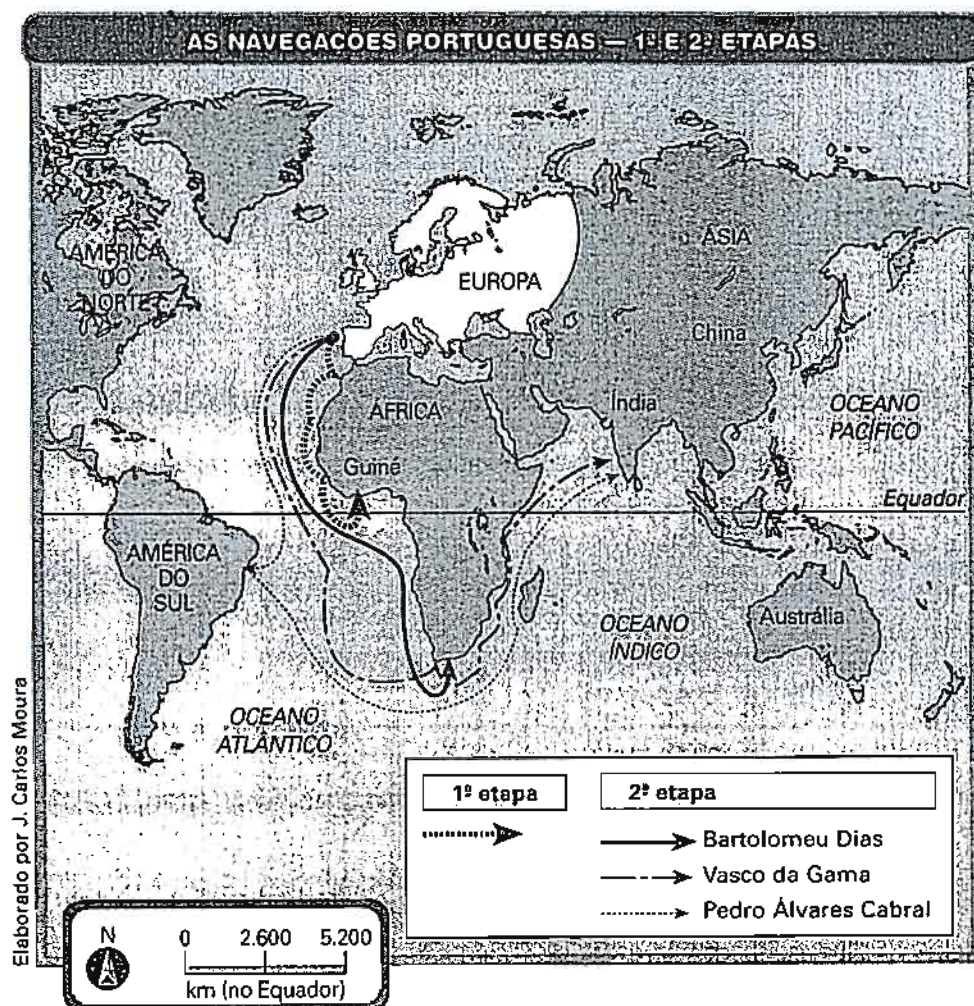 AS NAVEGAÇÕES PORTUGUESAS — 1ª E 2ª ETAPAS
AMÉRICA
DO
NORTE
EUROPA
ÁSIA
China
ÁFRICA
Índia
OCEANO
PACÍFICO
Guiné
Equador
AMÉRICA
DO
SUL
OCEANO
ÍNDICO
Austrália
OCEANO
ATLÂNTICO
Elaborado por J. Carlos Moura
1ª etapa
2ª etapa
Bartolomeu Dias
Vasco da Gama
Pedro Álvares Cabral
N
0 2.600 5.200
km (no Equador)